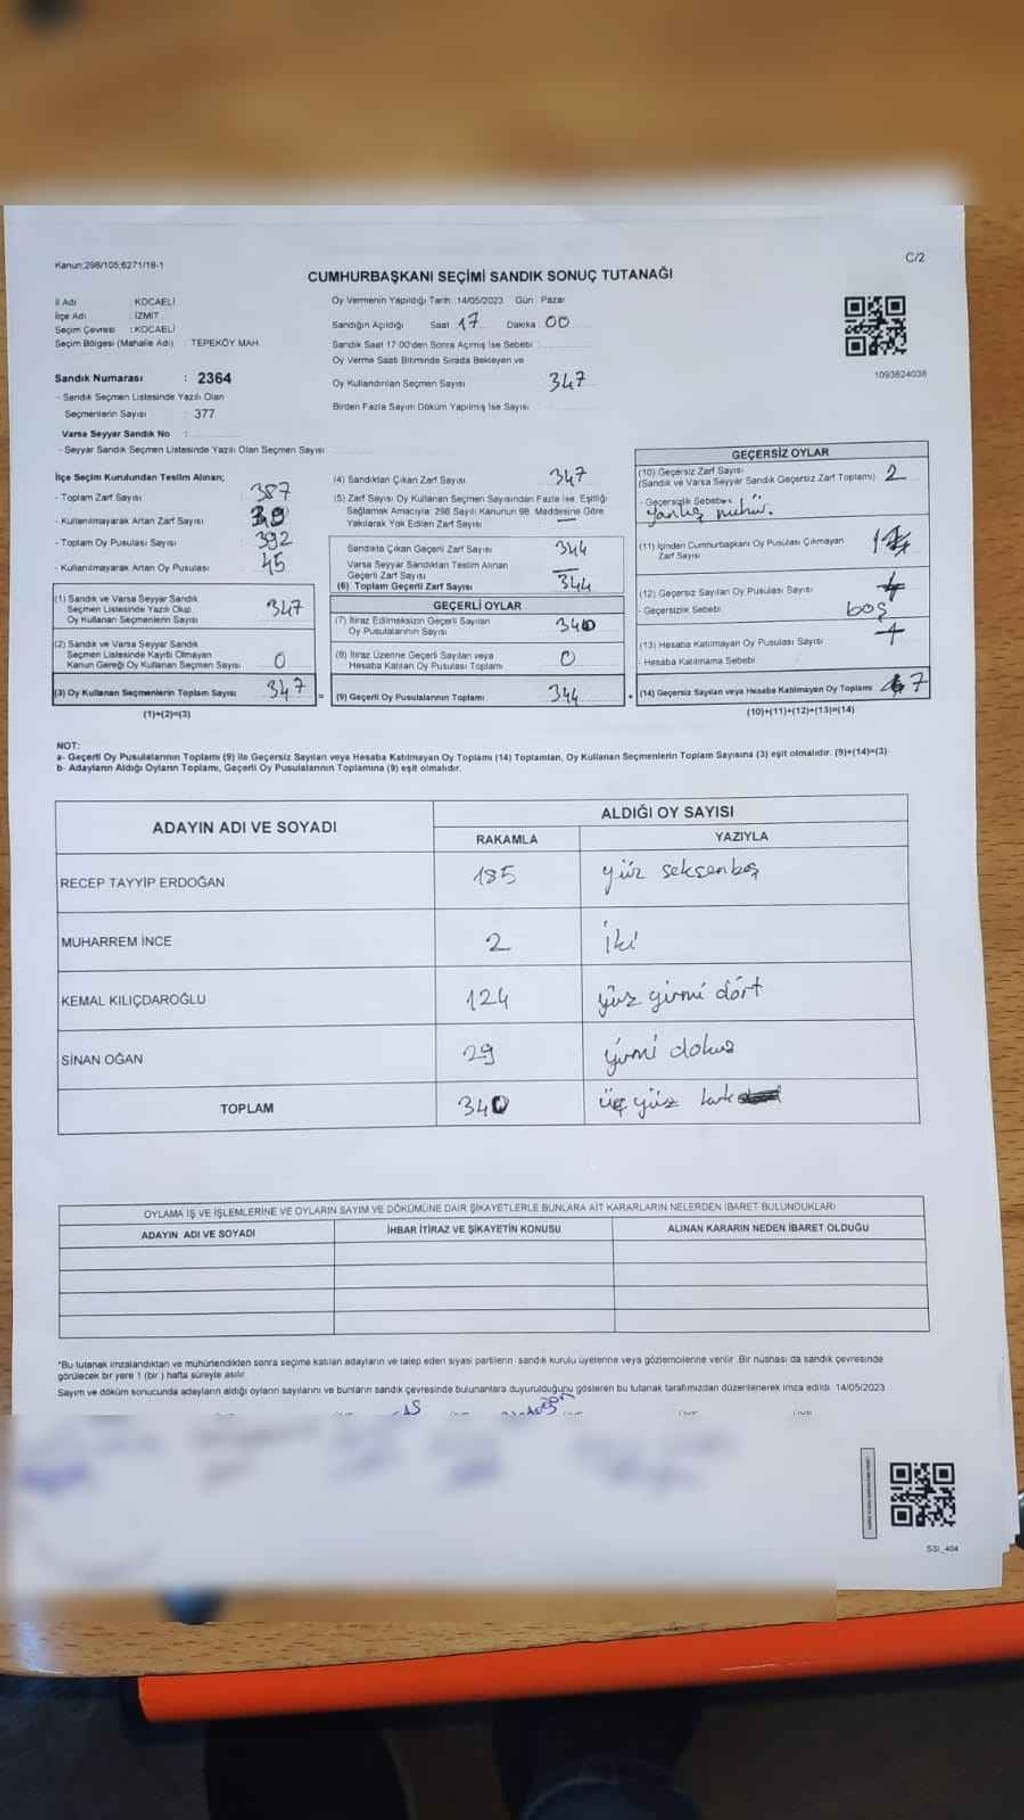 Kanun:298/105;6271/18-1
C/2
CUMHURBAŞKANI SEÇİMİ SANDIK SONUÇ TUTANAĞI
İl Adı : KOCAELİ
İlçe Adı : İZMİT
Seçim Çevresi : KOCAELİ
Seçim Bölgesi (Mahalle Adı) : TEPEKÖY MAH.
Sandık Numarası : 2364
- Sandık Seçmen Listesinde Yazılı Olan
Seçmenlerin Sayısı : 377
Varsa Seyyar Sandık No :
- Seyyar Sandık Seçmen Listesinde Yazılı Olan Seçmen Sayısı
Oy Vermenin Yapıldığı Tarih :14/05/2023 Gün : Pazar
Sandığın Açıldığı Saat : 17 Dakika : 00
Sandık Saat 17:00'den Sonra Açılmış İse Sebebi :
Oy Verme Saati Bitiminde Sırada Bekleyen ve
Oy Kullandırılan Seçmen Sayısı 347
Birden Fazla Sayım Döküm Yapılmış İse Sayısı :
1093824038
İlçe Seçim Kurulundan Teslim Alınan;
- Toplam Zarf Sayısı 387
- Kullanılmayarak Artan Zarf Sayısı
- Toplam Oy Pusulası Sayısı 392
- Kullanılmayarak Artan Oy Pusulası 45
(1) Sandık ve Varsa Seyyar Sandık
Seçmen Listesinde Yazılı Olup
Oy Kullanan Seçmenlerin Sayısı 347
(2) Sandık ve Varsa Seyyar Sandık
Seçmen Listesinde Kayıtlı Olmayan
Kanun Gereği Oy Kullanan Seçmen Sayısı 0
(3) Oy Kullanan Seçmenlerin Toplam Sayısı 347
(1)+(2)=(3)
(4) Sandıktan Çıkan Zarf Sayısı 347
(5) Zarf Sayısı Oy Kullanan Seçmen Sayısından Fazla İse, Eşitliği
Sağlamak Amacıyla; 298 Sayılı Kanunun 98. Maddesine Göre
Yakılarak Yok Edilen Zarf Sayısı —
Sandıkta Çıkan Geçerli Zarf Sayısı 344
Varsa Seyyar Sandıktan Teslim Alınan
Geçerli Zarf Sayısı —
(6) Toplam Geçerli Zarf Sayısı 344
GEÇERLİ OYLAR
(7) İtiraz Edilmeksizin Geçerli Sayılan
Oy Pusulalarının Sayısı 340
(8) İtiraz Üzerine Geçerli Sayılan veya
Hesaba Katılan Oy Pusulası Toplamı 0
= (9) Geçerli Oy Pusulalarının Toplamı 344
GEÇERSİZ OYLAR
(10) Geçersiz Zarf Sayısı
(Sandık ve Varsa Seyyar Sandık Geçersiz Zarf Toplamı) 2
- Geçersizlik Sebebi
yanlış mühür.
(11) İçinden Cumhurbaşkanı Oy Pusulası Çıkmayan
Zarf Sayısı
(12) Geçersiz Sayılan Oy Pusulası Sayısı
- Geçersizlik Sebebi boş
(13) Hesaba Katılmayan Oy Pusulası Sayısı
- Hesaba Katılmama Sebebi
+ (14) Geçersiz Sayılan veya Hesaba Katılmayan Oy Toplamı 7
(10)+(11)+(12)+(13)=(14)
NOT:
a- Geçerli Oy Pusulalarının Toplamı (9) ile Geçersiz Sayılan veya Hesaba Katılmayan Oy Toplamı (14) Toplamları, Oy Kullanan Seçmenlerin Toplam Sayısına (3) eşit olmalıdır. (9)+(14)=(3)
b- Adayların Aldığı Oyların Toplamı, Geçerli Oy Pusulalarının Toplamına (9) eşit olmalıdır.
ADAYIN ADI VE SOYADI
ALDIĞI OY SAYISI
RAKAMLA YAZIYLA
RECEP TAYYİP ERDOĞAN 185 yüz seksenbeş
MUHARREM İNCE 2 iki
KEMAL KILIÇDAROĞLU 124 yüz yirmi dört
SİNAN OĞAN 29 yirmi dokuz
TOPLAM 340 üç yüz kırk
OYLAMA İŞ VE İŞLEMLERİNE VE OYLARIN SAYIM VE DÖKÜMÜNE DAİR ŞİKAYETLERLE BUNLARA AİT KARARLARIN NELERDEN İBARET BULUNDUKLARI
ADAYIN ADI VE SOYADI İHBAR İTİRAZ VE ŞİKAYETİN KONUSU ALINAN KARARIN NEDEN İBARET OLDUĞU
*Bu tutanak imzalandıktan ve mühürlendikten sonra seçime katılan adayların ve talep eden siyasi partilerin sandık kurulu üyelerine veya gözlemcilerine verilir. Bir nüshası da sandık çevresinde
görülecek bir yere 1 (bir ) hafta süreyle asılır.
Sayım ve döküm sonucunda adayların aldığı oyların sayılarını ve bunların sandık çevresinde bulunanlara duyurulduğunu gösteren bu tutanak tarafımızdan düzenlenerek imza edildi. 14/05/2023
SSI_404